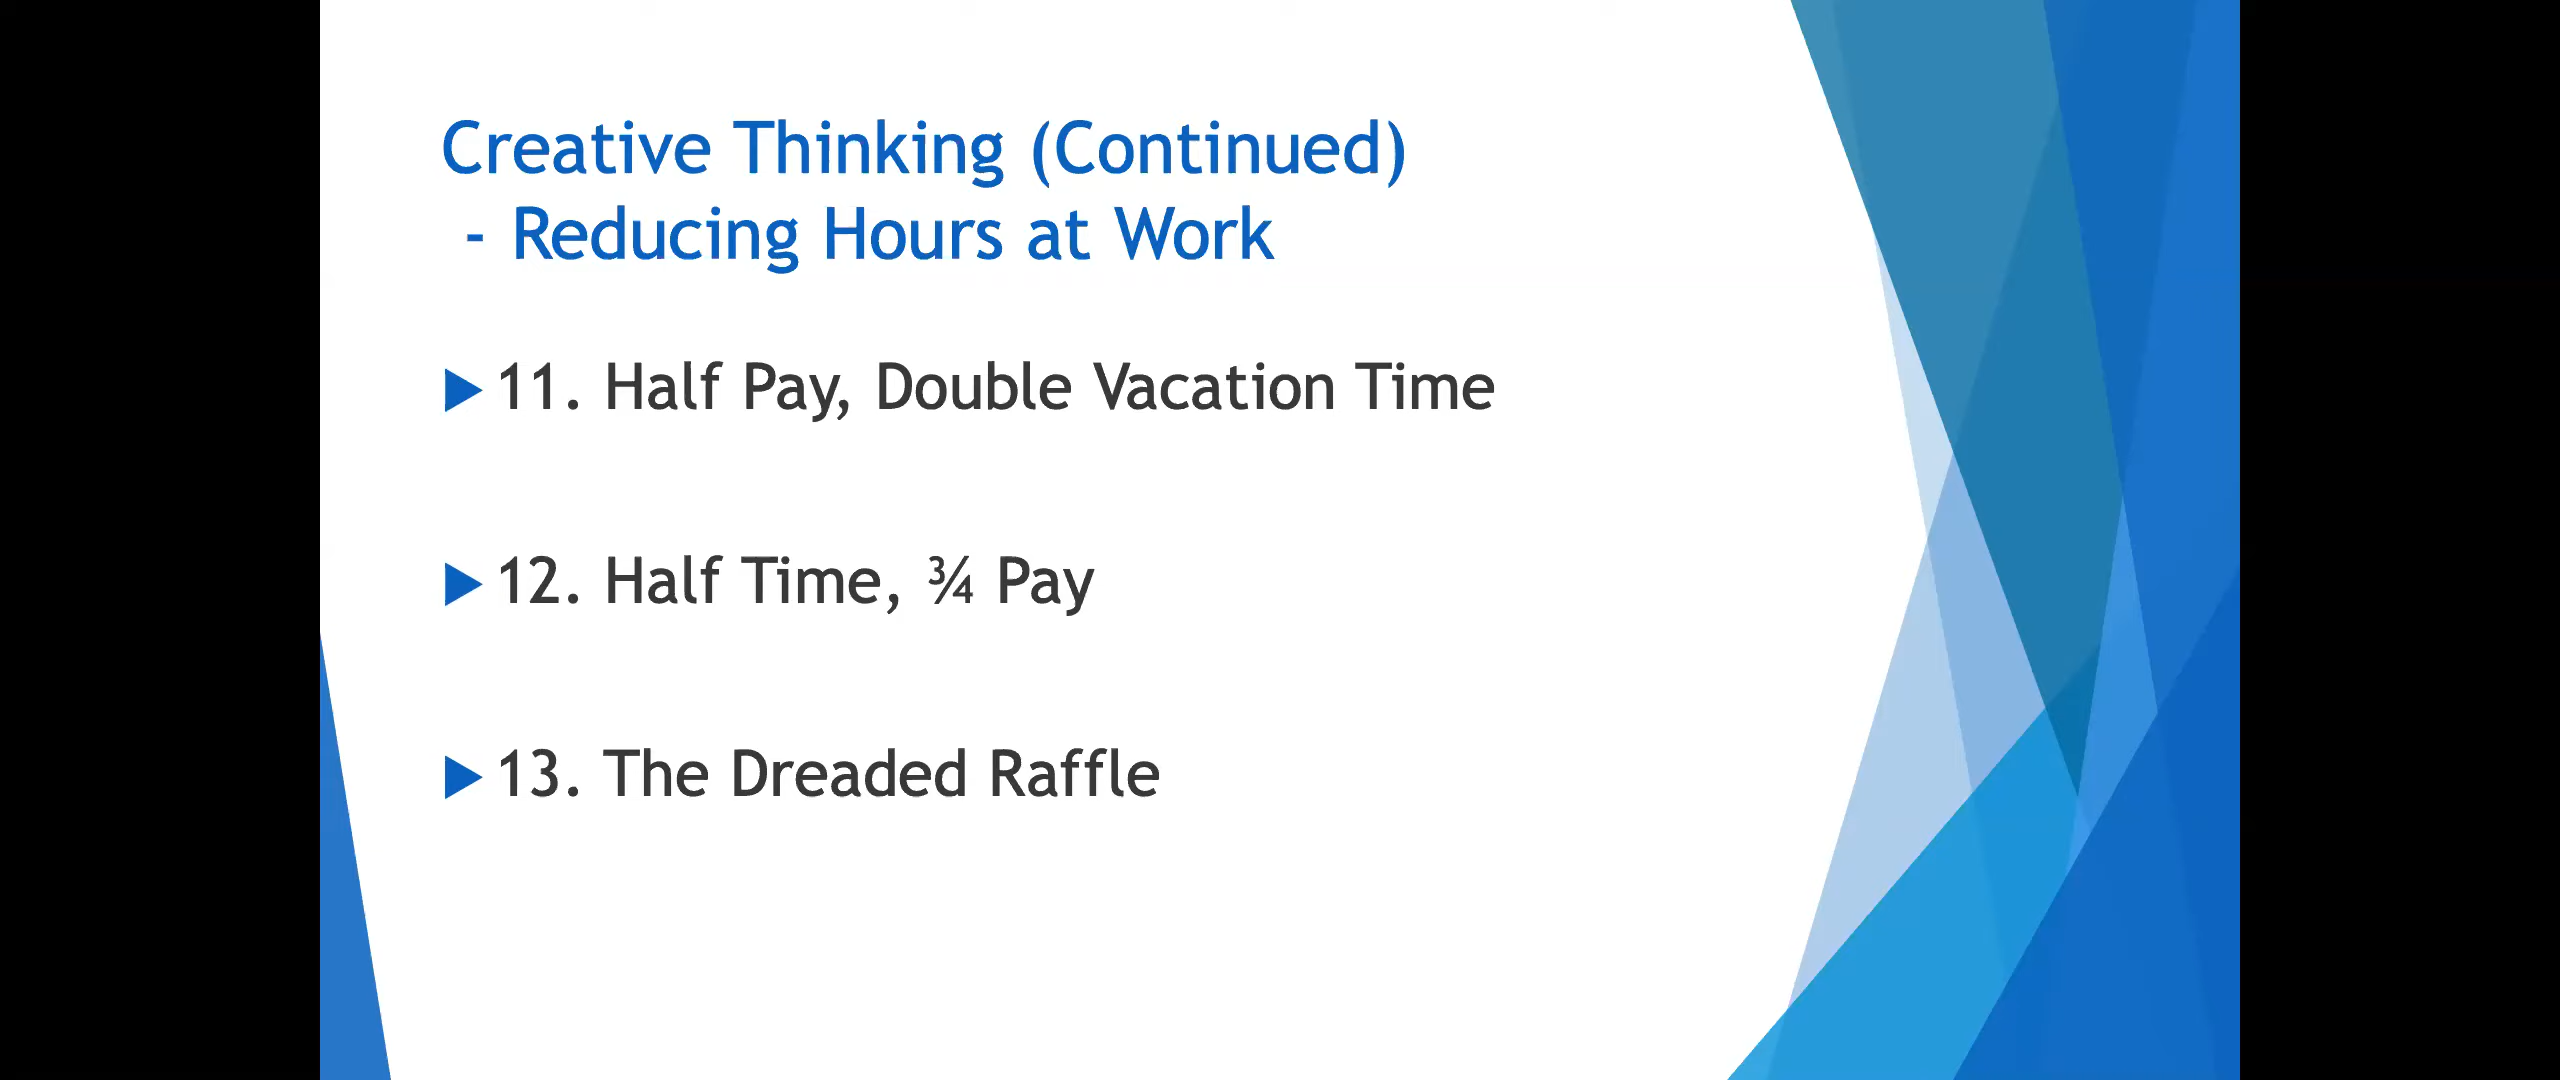 Creative Thinking (Continued)
- Reducing Hours at Work
11. Half Pay, Double Vacation Time
12. Half Time, ¾ Pay
13. The Dreaded Raffle